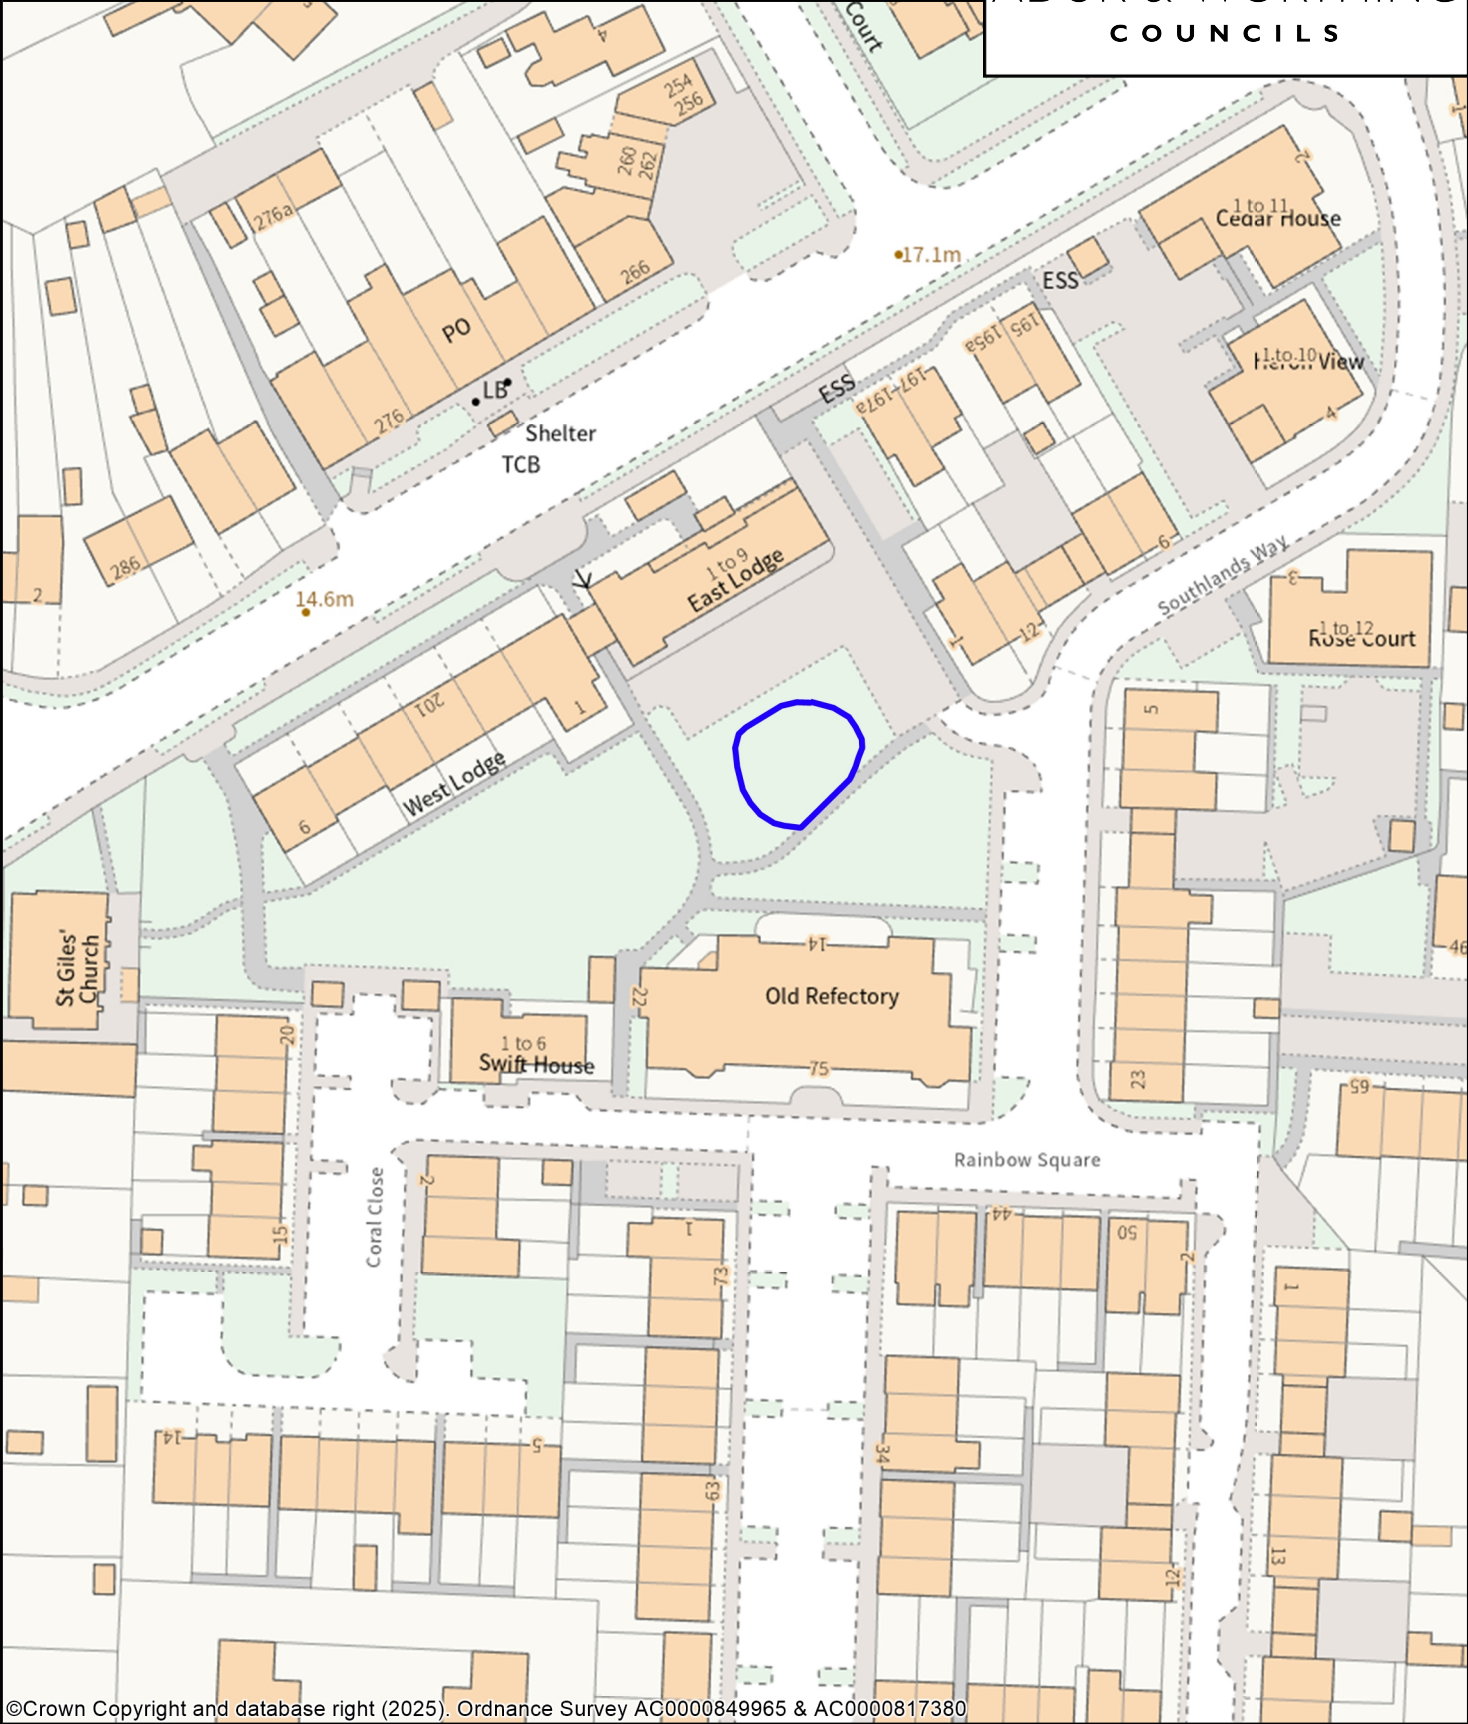 COUNCILS
Court
4
254
256
260
262
266
276a
PO
276
LB
Shelter
TCB
286
2
14.6m
17.1m
ESS
ESS
2
1 to 11
Cedar House
1 to 10
Heron View
4
195
195a
197-197a
6
12
1
Southlands Way
3
1 to 12
Rose Court
1 to 9
East Lodge
201
1
West Lodge
6
5
St Giles'
Church
14
Old Refectory
22
75
1 to 6
Swift House
20
15
23
46
65
Rainbow Square
Coral Close
2
1
73
44
50
2
1
14
5
63
34
12
13
©Crown Copyright and database right (2025). Ordnance Survey AC0000849965 & AC0000817380